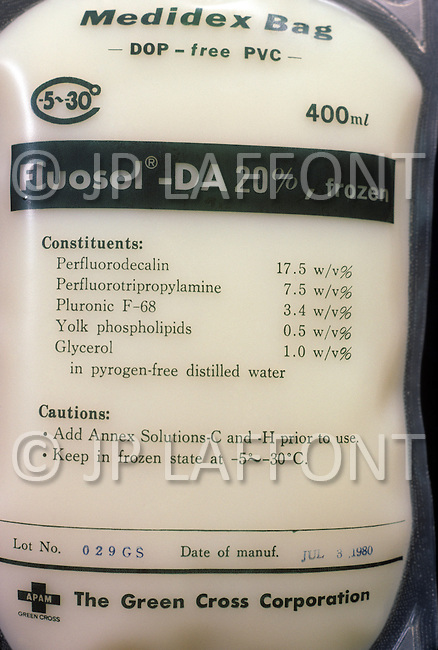 Medidex Bag
— DOP-free PVC —
-5~-30°
400ml
Fluosol®-DA 20%, frozen
© JP LAFFONT
Constituents:
Perfluorodecalin 17.5 w/v%
Perfluorotripropylamine 7.5 w/v%
Pluronic F-68 3.4 w/v%
Yolk phospholipids 0.5 w/v%
Glycerol 1.0 w/v%
in pyrogen-free distilled water
Cautions:
• Add Annex Solutions-C and -H prior to use.
• Keep in frozen state at -5°~-30°C.
© JP LAFFONT
Lot No. 029GS Date of manuf. JUL 3 1980
APAM
GREEN CROSS
The Green Cross Corporation